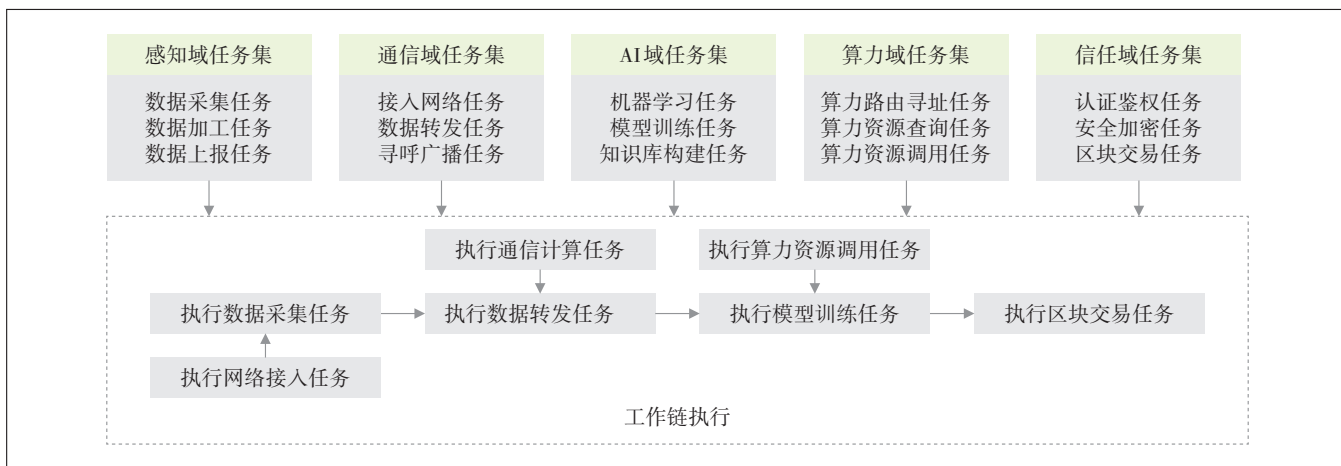 感知域任务集
数据采集任务
数据加工任务
数据上报任务
通信域任务集
接入网络任务
数据转发任务
寻呼广播任务
AI域任务集
机器学习任务
模型训练任务
知识库构建任务
算力域任务集
算力路由寻址任务
算力资源查询任务
算力资源调用任务
信任域任务集
认证鉴权任务
安全加密任务
区块交易任务
执行通信计算任务
执行算力资源调用任务
执行数据采集任务
执行数据转发任务
执行模型训练任务
执行区块交易任务
执行网络接入任务
工作链执行